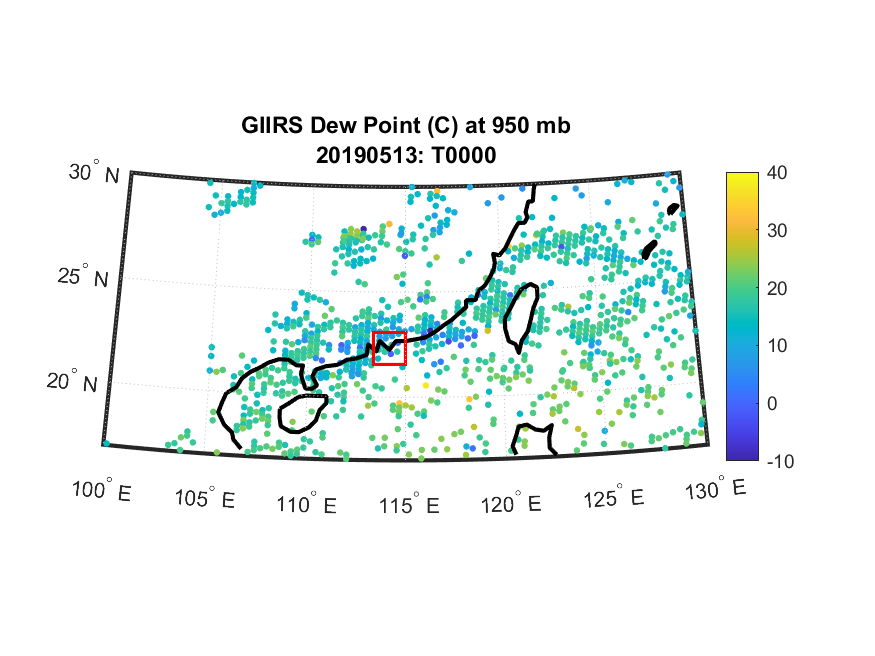 GIIRS Dew Point (C) at 950 mb
20190513: T0000
30° N
25° N
20° N
100° E
105° E
110° E
115° E
120° E
125° E
130° E
40
30
20
10
0
-10